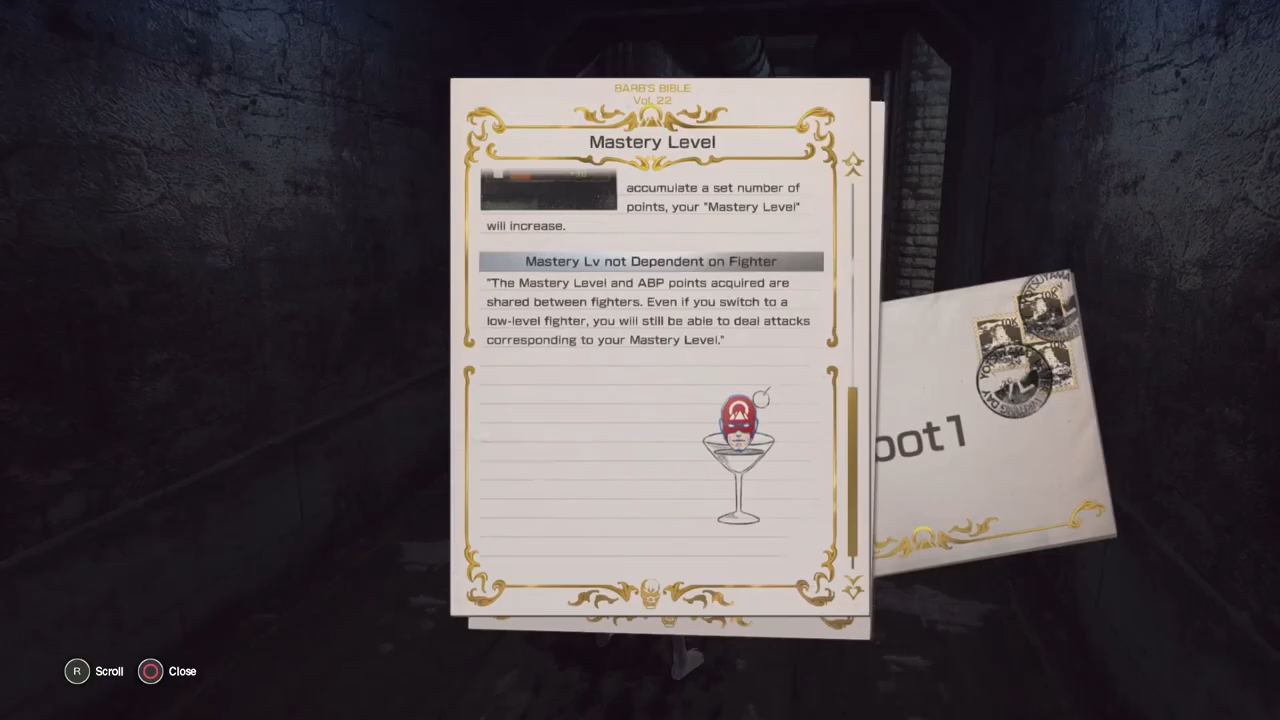 BARB'S BIBLE
Vol. 22
Mastery Level
accumulate a set number of
points, your "Mastery Level"
will increase.
Mastery Lv not Dependent on Fighter
"The Mastery Level and ABP points acquired are
shared between fighters. Even if you switch to a
low-level fighter, you will still be able to deal attacks
corresponding to your Mastery Level."
oot1
R Scroll Close